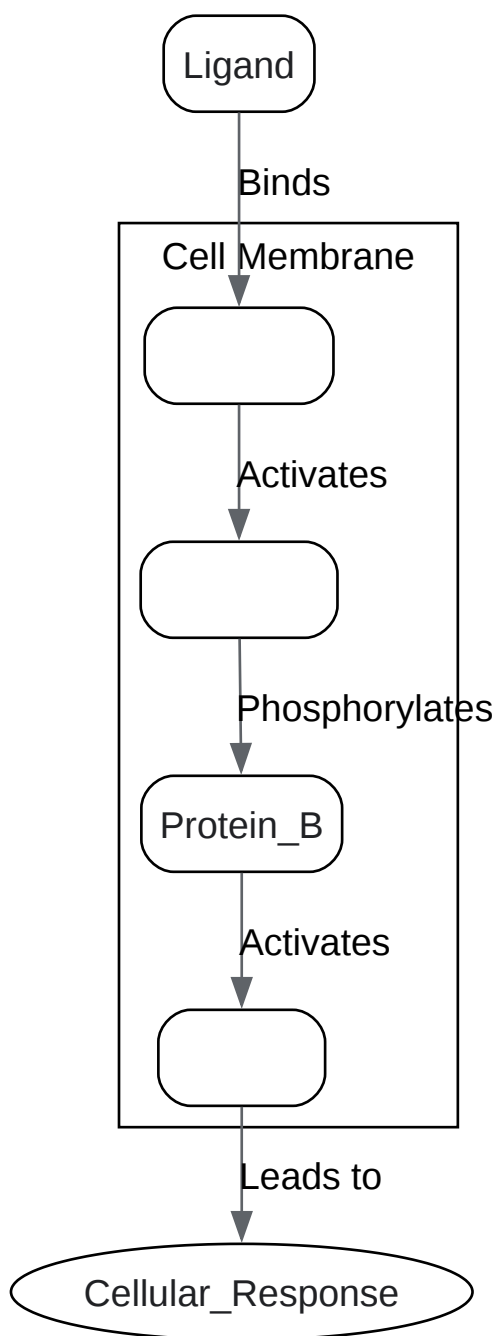 Ligand
Binds
Cell Membrane
Activates
Phosphorylates
Protein_B
Activates
Leads to
Cellular_Response